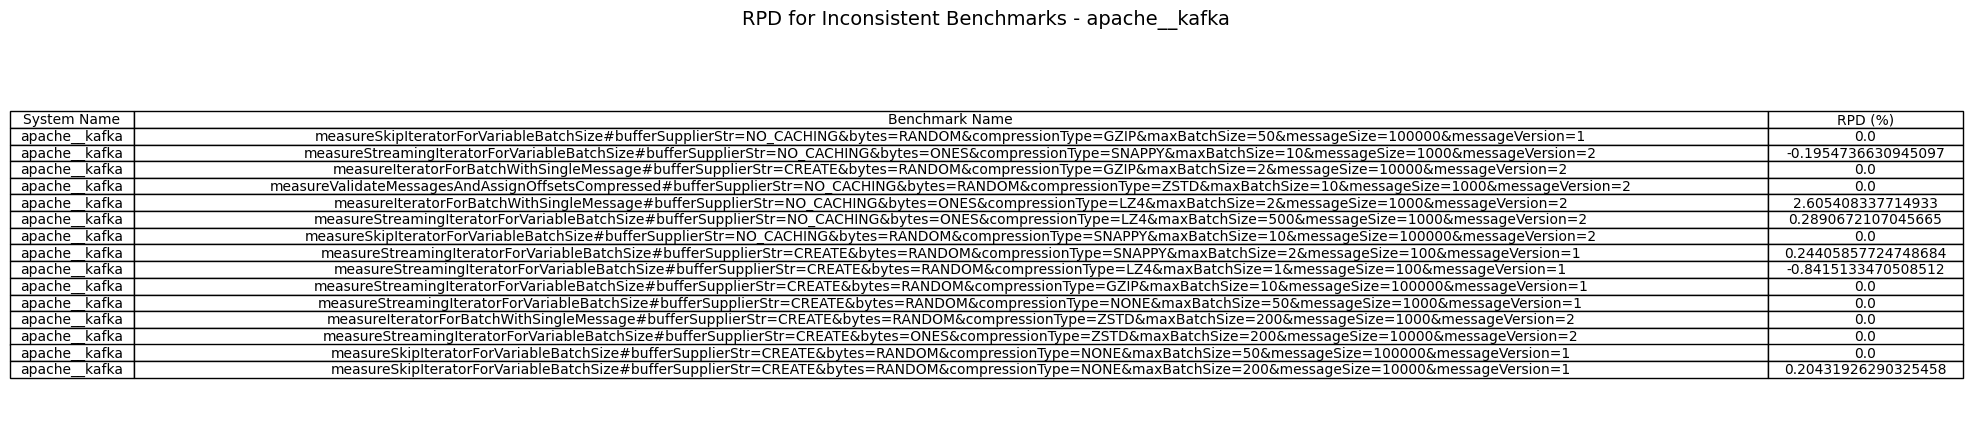 RPD for Inconsistent Benchmarks - apache__kafka
System Name Benchmark Name RPD (%)
apache__kafka measureSkipIteratorForVariableBatchSize#bufferSupplierStr=NO_CACHING&bytes=RANDOM&compressionType=GZIP&maxBatchSize=50&messageSize=100000&messageVersion=1 0.0
apache__kafka measureStreamingIteratorForVariableBatchSize#bufferSupplierStr=NO_CACHING&bytes=ONES&compressionType=SNAPPY&maxBatchSize=10&messageSize=1000&messageVersion=2 -0.1954736630945097
apache__kafka measureIteratorForBatchWithSingleMessage#bufferSupplierStr=CREATE&bytes=RANDOM&compressionType=GZIP&maxBatchSize=2&messageSize=10000&messageVersion=2 0.0
apache__kafka measureValidateMessagesAndAssignOffsetsCompressed#bufferSupplierStr=NO_CACHING&bytes=RANDOM&compressionType=ZSTD&maxBatchSize=10&messageSize=1000&messageVersion=2 0.0
apache__kafka measureIteratorForBatchWithSingleMessage#bufferSupplierStr=NO_CACHING&bytes=ONES&compressionType=LZ4&maxBatchSize=2&messageSize=1000&messageVersion=2 2.605408337714933
apache__kafka measureStreamingIteratorForVariableBatchSize#bufferSupplierStr=NO_CACHING&bytes=ONES&compressionType=LZ4&maxBatchSize=500&messageSize=1000&messageVersion=2 0.2890672107045665
apache__kafka measureSkipIteratorForVariableBatchSize#bufferSupplierStr=NO_CACHING&bytes=RANDOM&compressionType=SNAPPY&maxBatchSize=10&messageSize=100000&messageVersion=2 0.0
apache__kafka measureStreamingIteratorForVariableBatchSize#bufferSupplierStr=CREATE&bytes=RANDOM&compressionType=SNAPPY&maxBatchSize=2&messageSize=100&messageVersion=1 0.24405857724748684
apache__kafka measureStreamingIteratorForVariableBatchSize#bufferSupplierStr=CREATE&bytes=RANDOM&compressionType=LZ4&maxBatchSize=1&messageSize=100&messageVersion=1 -0.8415133470508512
apache__kafka measureStreamingIteratorForVariableBatchSize#bufferSupplierStr=CREATE&bytes=RANDOM&compressionType=GZIP&maxBatchSize=10&messageSize=100000&messageVersion=1 0.0
apache__kafka measureStreamingIteratorForVariableBatchSize#bufferSupplierStr=CREATE&bytes=RANDOM&compressionType=NONE&maxBatchSize=50&messageSize=1000&messageVersion=1 0.0
apache__kafka measureIteratorForBatchWithSingleMessage#bufferSupplierStr=CREATE&bytes=RANDOM&compressionType=ZSTD&maxBatchSize=200&messageSize=1000&messageVersion=2 0.0
apache__kafka measureStreamingIteratorForVariableBatchSize#bufferSupplierStr=CREATE&bytes=ONES&compressionType=ZSTD&maxBatchSize=200&messageSize=10000&messageVersion=2 0.0
apache__kafka measureSkipIteratorForVariableBatchSize#bufferSupplierStr=CREATE&bytes=RANDOM&compressionType=NONE&maxBatchSize=50&messageSize=100000&messageVersion=1 0.0
apache__kafka measureSkipIteratorForVariableBatchSize#bufferSupplierStr=CREATE&bytes=RANDOM&compressionType=NONE&maxBatchSize=200&messageSize=10000&messageVersion=1 0.20431926290325458